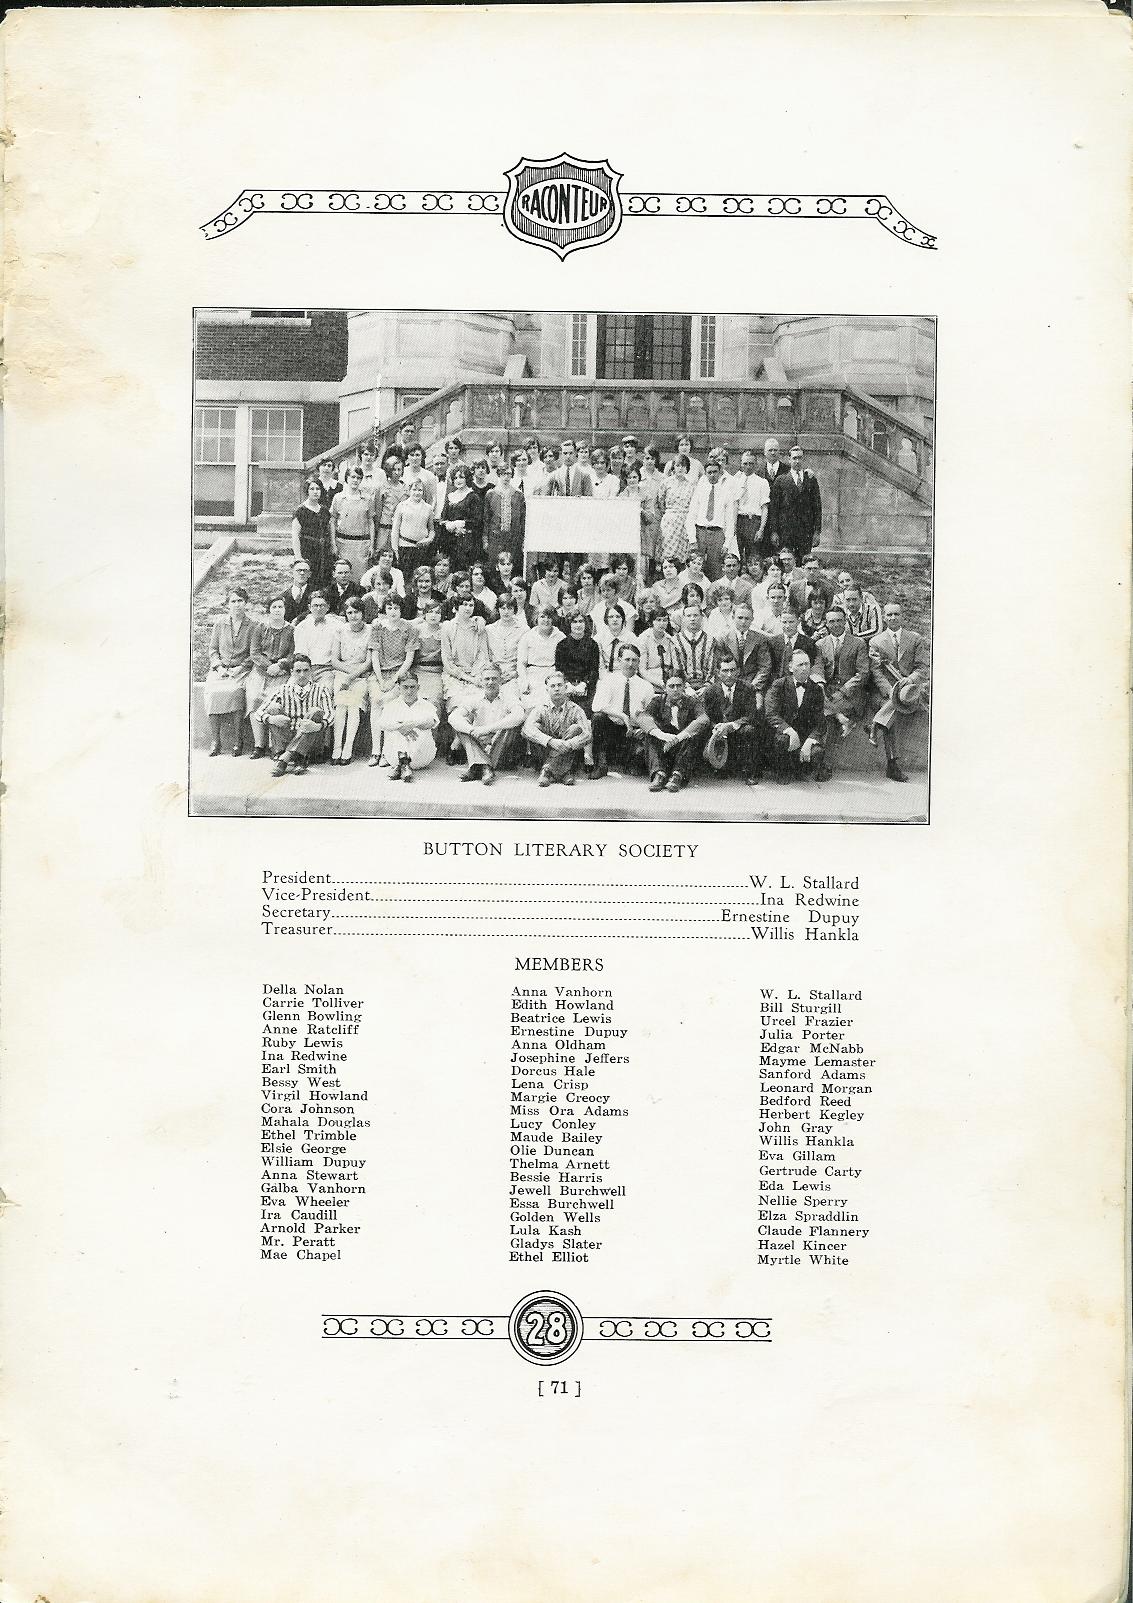 RACONTEUR
BUTTON LITERARY SOCIETY
President W. L. Stallard
Vice-President Ina Redwine
Secretary Ernestine Dupuy
Treasurer Willis Hankla
MEMBERS
Della Nolan
Carrie Tolliver
Glenn Bowling
Anne Ratcliff
Ruby Lewis
Ina Redwine
Earl Smith
Bessy West
Virgil Howland
Cora Johnson
Mahala Douglas
Ethel Trimble
Elsie George
William Dupuy
Anna Stewart
Galba Vanhorn
Eva Wheeler
Ira Caudill
Arnold Parker
Mr. Peratt
Mae Chapel
Anna Vanhorn
Edith Howland
Beatrice Lewis
Ernestine Dupuy
Anna Oldham
Josephine Jeffers
Dorcus Hale
Lena Crisp
Margie Creocy
Miss Ora Adams
Lucy Conley
Maude Bailey
Olie Duncan
Thelma Arnett
Bessie Harris
Jewell Burchwell
Essa Burchwell
Golden Wells
Lula Kash
Gladys Slater
Ethel Elliot
W. L. Stallard
Bill Sturgill
Urcel Frazier
Julia Porter
Edgar McNabb
Mayme Lemaster
Sanford Adams
Leonard Morgan
Bedford Reed
Herbert Kegley
John Gray
Willis Hankla
Eva Gillam
Gertrude Carty
Eda Lewis
Nellie Sperry
Elza Spraddlin
Claude Flannery
Hazel Kincer
Myrtle White
28
[ 71 ]